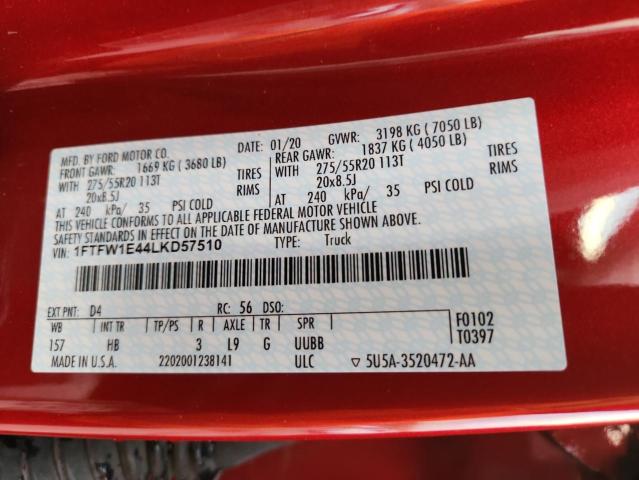 MFD. BY FORD MOTOR CO.
DATE: 01/20 GVWR: 3198 KG ( 7050 LB)
FRONT GAWR: 1669 KG ( 3680 LB) REAR GAWR: 1837 KG ( 4050 LB)
WITH 275/55R20 113T TIRES WITH 275/55R20 113T TIRES
20x8.5J RIMS 20x8.5J RIMS
AT 240 kPa/ 35 PSI COLD AT 240 kPa/ 35 PSI COLD
THIS VEHICLE CONFORMS TO ALL APPLICABLE FEDERAL MOTOR VEHICLE
SAFETY STANDARDS IN EFFECT ON THE DATE OF MANUFACTURE SHOWN ABOVE.
VIN: 1FTFW1E44LKD57510 TYPE: Truck
EXT PNT: D4 RC: 56 DSO:
WB INT TR TP/PS R AXLE TR SPR F0102
157 HB 3 L9 G UUBB T0397
MADE IN U.S.A. 2202001238141 ULC ▽ 5U5A-3520472-AA